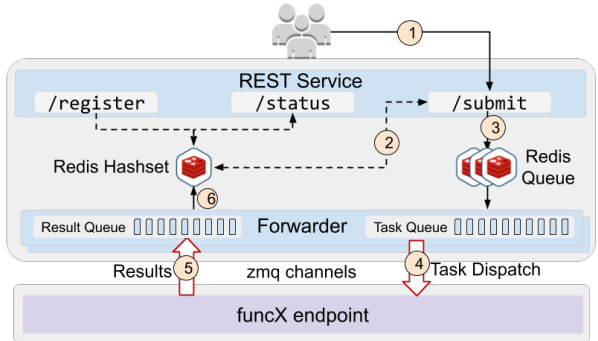 1
REST Service
/register
/status
/submit
2
3
Redis Hashset
Redis
Queue
6
Result Queue
Forwarder
Task Queue
Results
5
zmq channels
4
Task Dispatch
funcX endpoint